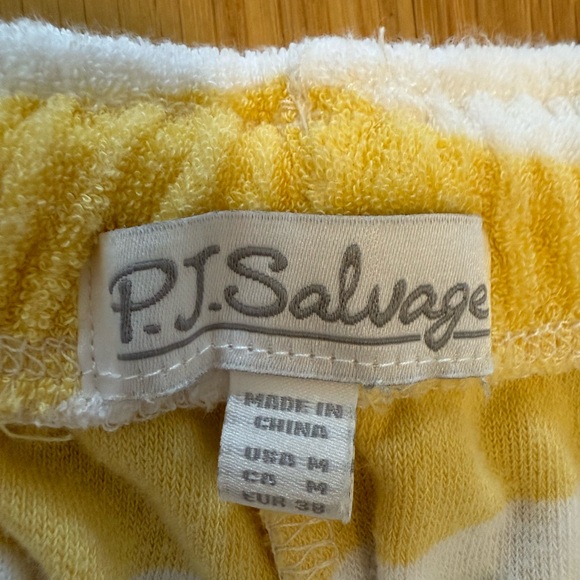 P.J. Salvage
MADE IN
CHINA
USA M
CA M
EUR 38